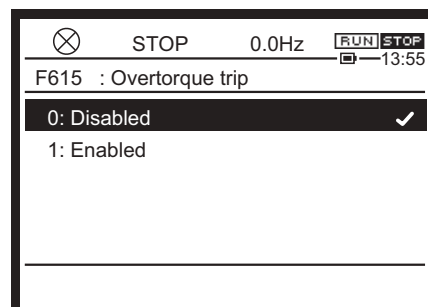 STOP 0.0Hz RUN STOP
13:55
F615 : Overtorque trip
0: Disabled
1: Enabled